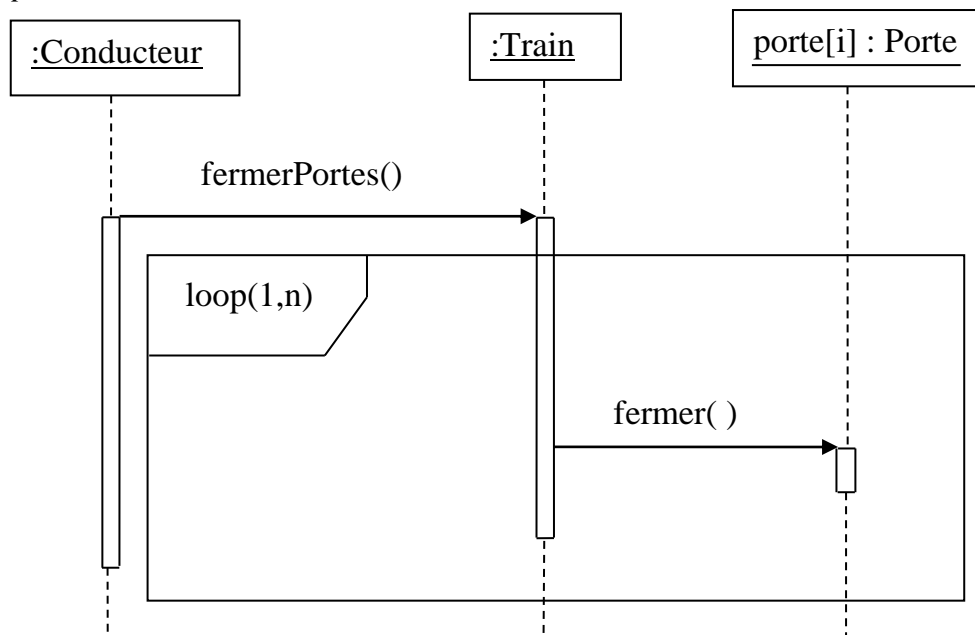 :Conducteur
:Train
porte[i] : Porte
fermerPortes()
loop(1,n)
fermer( )